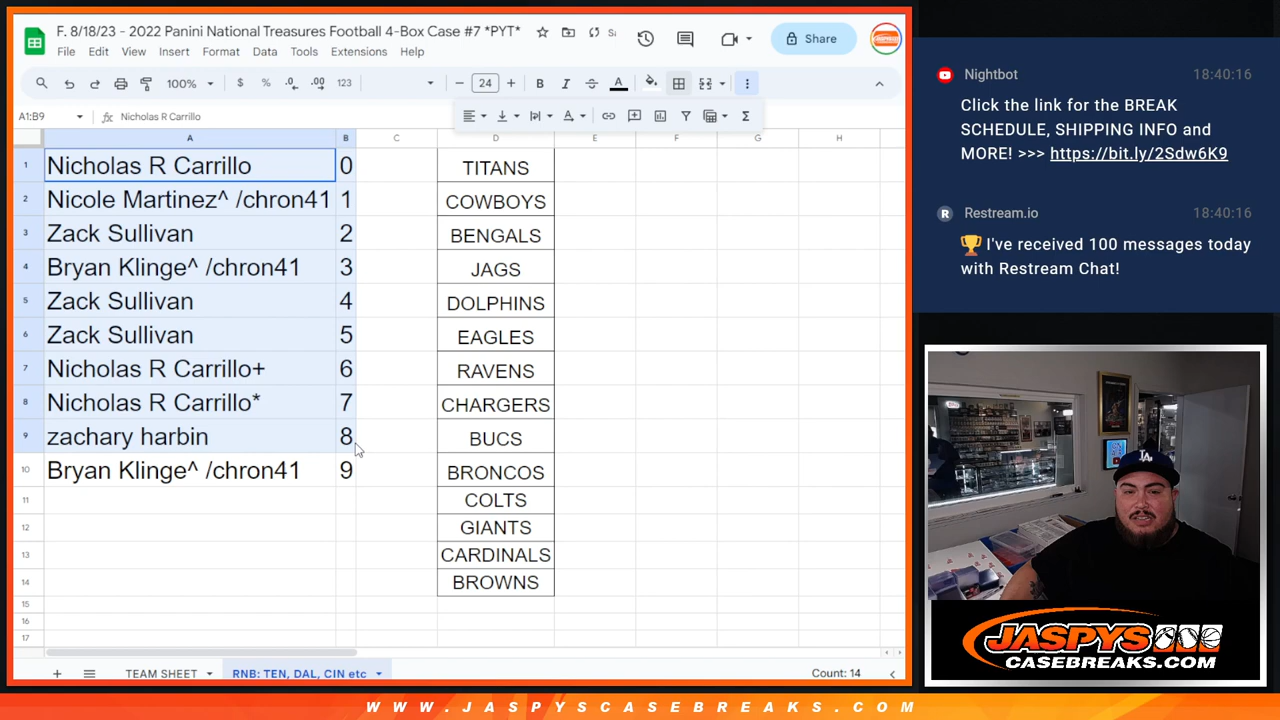 F. 8/18/23 - 2022 Panini National Treasures Football 4-Box Case #7 *PYT*
File Edit View Insert Format Data Tools Extensions Help
Share
100% $ % .0 .00 123 24 B I A
A1:B9 fx Nicholas R Carrillo
A B C D E F G H
1 Nicholas R Carrillo 0 TITANS
2 Nicole Martinez^ /chron41 1 COWBOYS
3 Zack Sullivan 2 BENGALS
4 Bryan Klinge^ /chron41 3 JAGS
5 Zack Sullivan 4 DOLPHINS
6 Zack Sullivan 5 EAGLES
7 Nicholas R Carrillo+ 6 RAVENS
8 Nicholas R Carrillo* 7 CHARGERS
9 zachary harbin 8 BUCS
10 Bryan Klinge^ /chron41 9 BRONCOS
11 COLTS
12 GIANTS
13 CARDINALS
14 BROWNS
15
16
17
TEAM SHEET RNB: TEN, DAL, CIN etc Count: 14
Nightbot 18:40:16
Click the link for the BREAK
SCHEDULE, SHIPPING INFO and
MORE! >>> https://bit.ly/2Sdw6K9
R Restream.io 18:40:16
I've received 100 messages today
with Restream Chat!
LA
JASPYS
CASEBREAKS.COM
WWW.JASPYSCASEBREAKS.COM